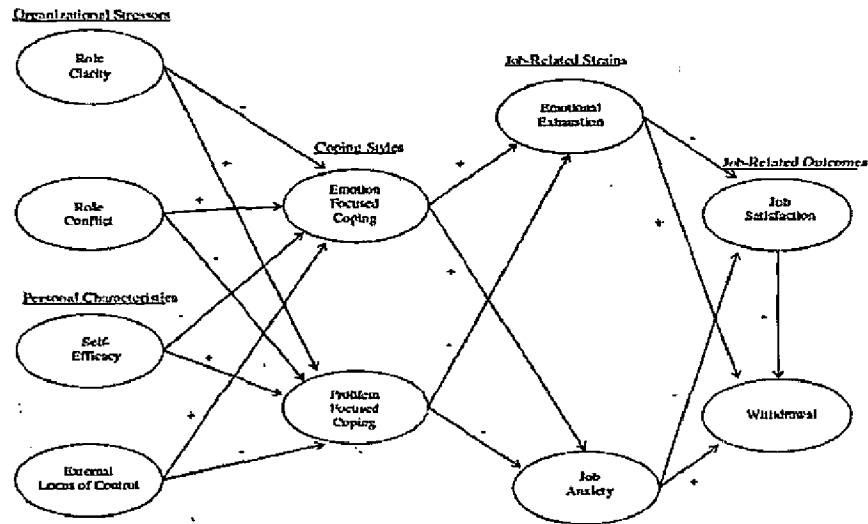 Organizational Stressors
Role
Clarity
Job-Related Strains
Emotional
Exhaustion
-
-
+
Coping Styles
+
Job-Related Outcomes
Role
Conflict
+
Emotion
Focused
Coping
Job
Satisfaction
-
+
+
Personal Characteristics
-
-
Self-
Efficacy
+
-
Problem
Focused
Coping
-
Withdrawal
+
-
-
External
Locus of Control
Job
Anxiety
+